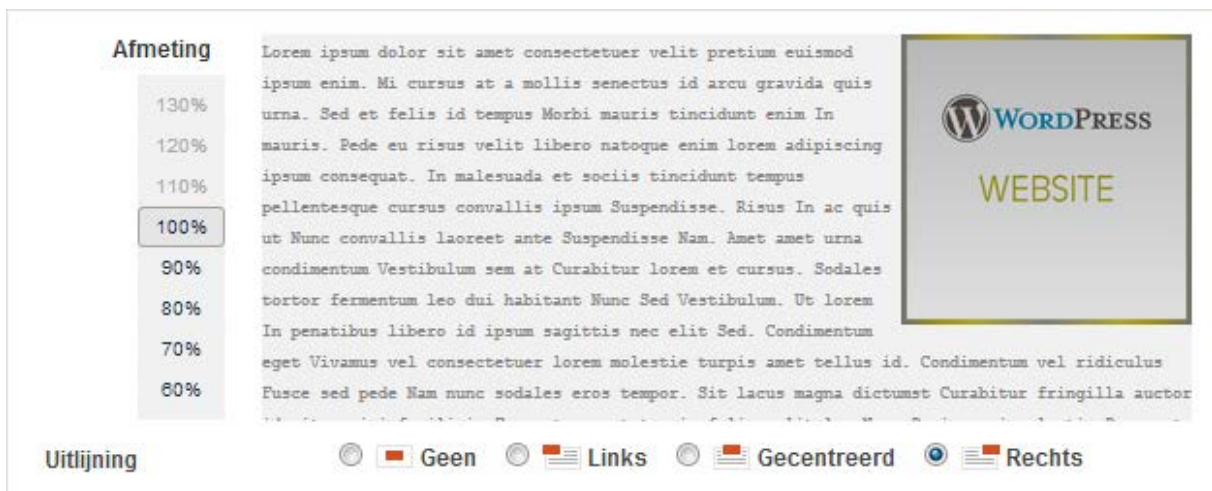 Afmeting
130%
120%
110%
100%
90%
80%
70%
60%
Lorem ipsum dolor sit amet consectetuer velit pretium euismod
ipsum enim. Mi cursus at a mollis senectus id arcu gravida quis
urna. Sed et felis id tempus Morbi mauris tincidunt enim In
mauris. Pede eu risus velit libero natoque enim lorem adipiscing
ipsum consequat. In malesuada et sociis tincidunt tempus
pellentesque cursus convallis ipsum Suspendisse. Risus In ac quis
ut Nunc convallis laoreet ante Suspendisse Nam. Amet amet urna
condimentum Vestibulum sem at Curabitur lorem et cursus. Sodales
tortor fermentum leo dui habitant Nunc Sed Vestibulum. Ut lorem
In penatibus libero id ipsum sagittis nec elit Sed. Condimentum
eget Vivamus vel consectetuer lorem molestie turpis amet tellus id. Condimentum vel ridiculus
Fusce sed pede Nam nunc sodales eros tempor. Sit lacus magna dictumst Curabitur fringilla auctor
WORDPRESS
WEBSITE
Uitlijning
Geen Links Gecentreerd Rechts